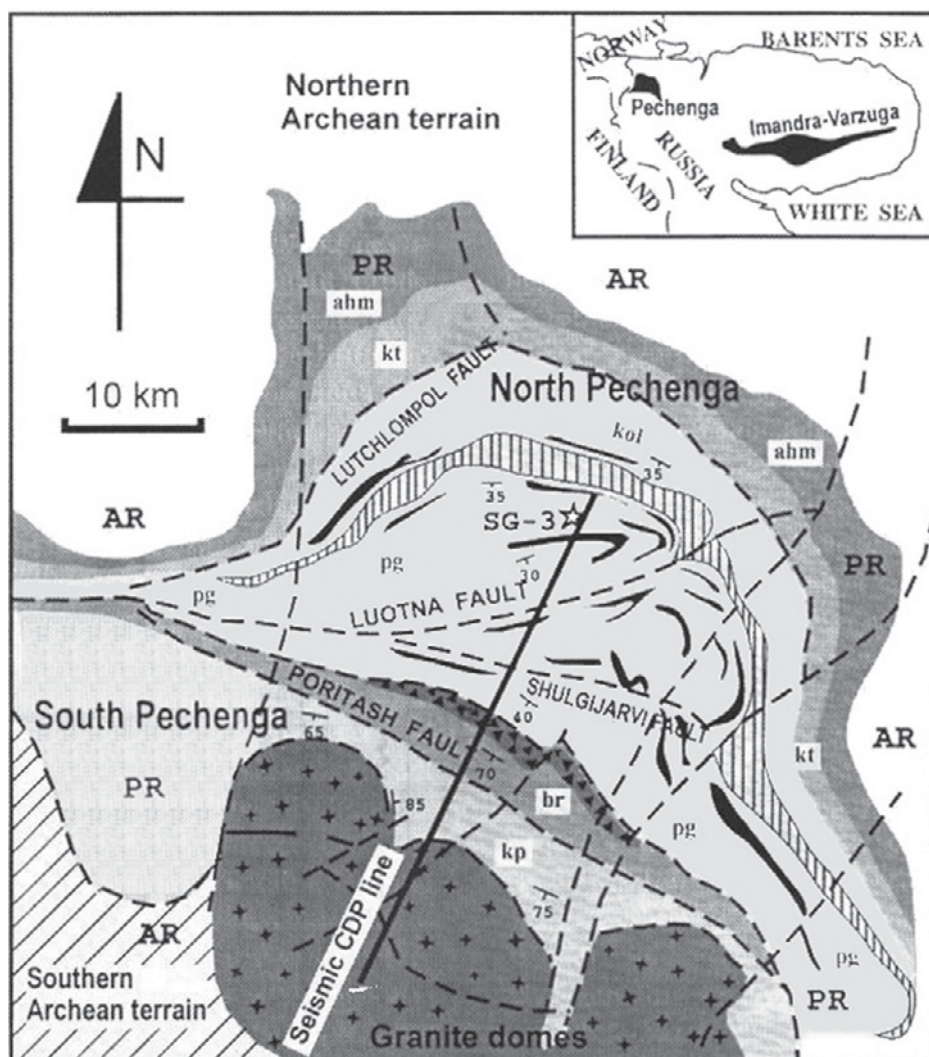 Northern
Archean terrain
N
10 km
NORWAY
BARENTS SEA
Pechenga
Imandra-Varzuga
RUSSIA
FINLAND
WHITE SEA
PR
AR
ahm
kt
LUTCHLOMPOL FAULT
North Pechenga
kol
35
ahm
AR
35
SG-3
pg
30
PR
pg
LUOTNA FAULT
PORITASH FAUL
SHULGIJARVI FAULT
40
South Pechenga
65
70
AR
kt
PR
85
br
pg
kp
75
AR
Seismic CDP line
pg
Southern
Archean terrain
PR
Granite domes